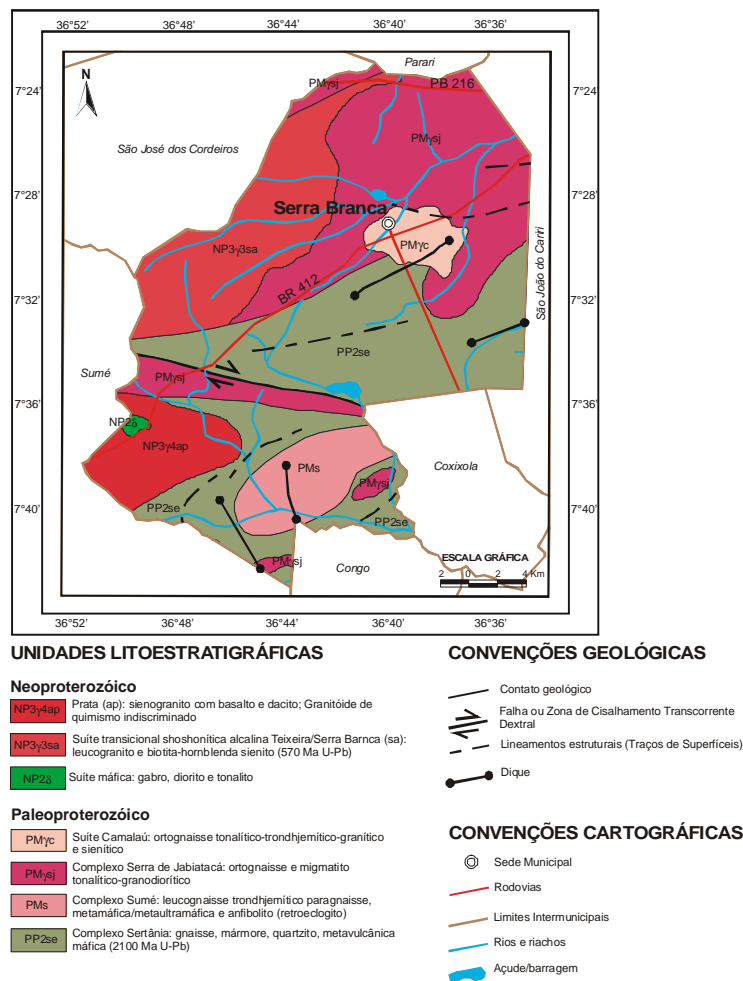 36°52' 36°48' 36°44' 36°40' 36°36'
Parari
N
PMγsj
PB 216
7°24' 7°24'
PMγsj
São José dos Cordeiros
7°28' 7°28'
Serra Branca
NP3γ3sa
PMγc
São João do Cariri
BR 412
7°32' 7°32'
PP2se
Sumé
PMγsj
7°36' 7°36'
NP2δ
NP3γ4ap
Coxixola
PMs
PMγsj
7°40' 7°40'
PP2se
PP2se
ESCALA GRÁFICA
PMγsj
Congo
2 0 2 4 Km
36°52' 36°48' 36°44' 36°40' 36°36'
UNIDADES LITOESTRATIGRÁFICAS
Neoproterozóico
NP3γ4ap Prata (ap): sienogranito com basalto e dacito; Granitóide de
quimismo indiscriminado
NP3γ3sa Suíte transicional shoshonítica alcalina Teixeira/Serra Barnca (sa):
leucogranito e biotita-hornblenda sienito (570 Ma U-Pb)
NP2δ Suíte máfica: gabro, diorito e tonalito
Paleoproterozóico
PMγc Suíte Camalaú: ortognaisse tonalítico-trondhjemítico-granítico
e sienítico
PMγsj Complexo Serra de Jabiatacá: ortognaisse e migmatito
tonalítico-granodiorítico
PMs Complexo Sumé: leucognaisse trondhjemítico paragnaisse,
metamáfica/metaultramáfica e anfibolito (retroeclogito)
PP2se Complexo Sertânia: gnaisse, mármore, quartzito, metavulcânica
máfica (2100 Ma U-Pb)
CONVENÇÕES GEOLÓGICAS
Contato geológico
Falha ou Zona de Cisalhamento Transcorrente
Dextral
Lineamentos estruturais (Traços de Superfíceis)
Dique
CONVENÇÕES CARTOGRÁFICAS
Sede Municipal
Rodovias
Limites Intermunicipais
Rios e riachos
Açude/barragem